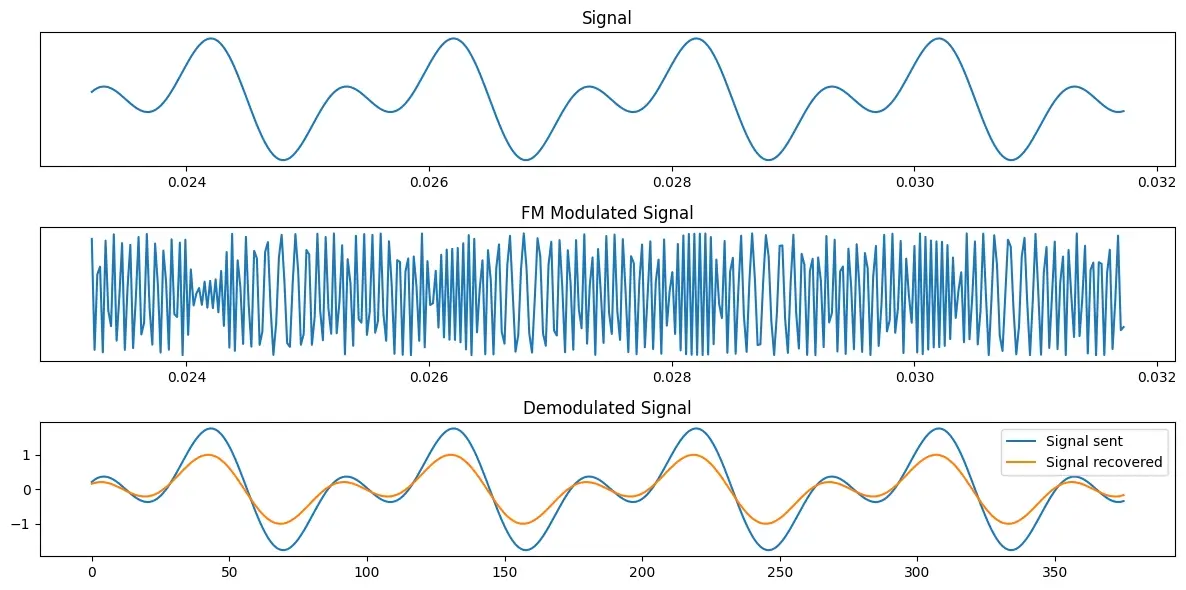 Signal
0.024 0.026 0.028 0.030 0.032
FM Modulated Signal
0.024 0.026 0.028 0.030 0.032
Demodulated Signal
Signal sent
Signal recovered
1
0
−1
0 50 100 150 200 250 300 350